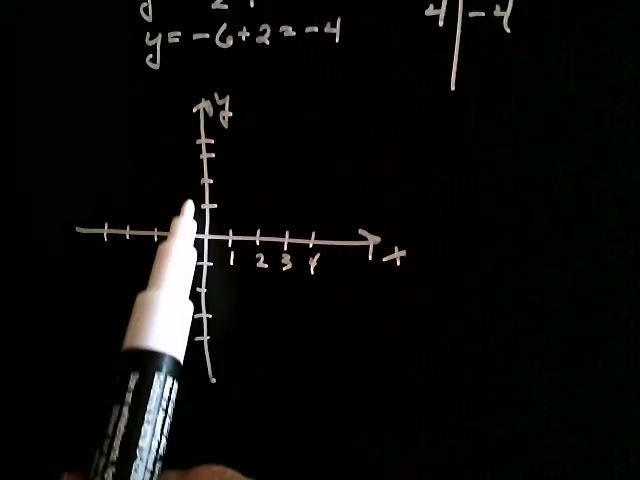 y = -6+2 = -4
4 | -4
y
1 2 3 4
x